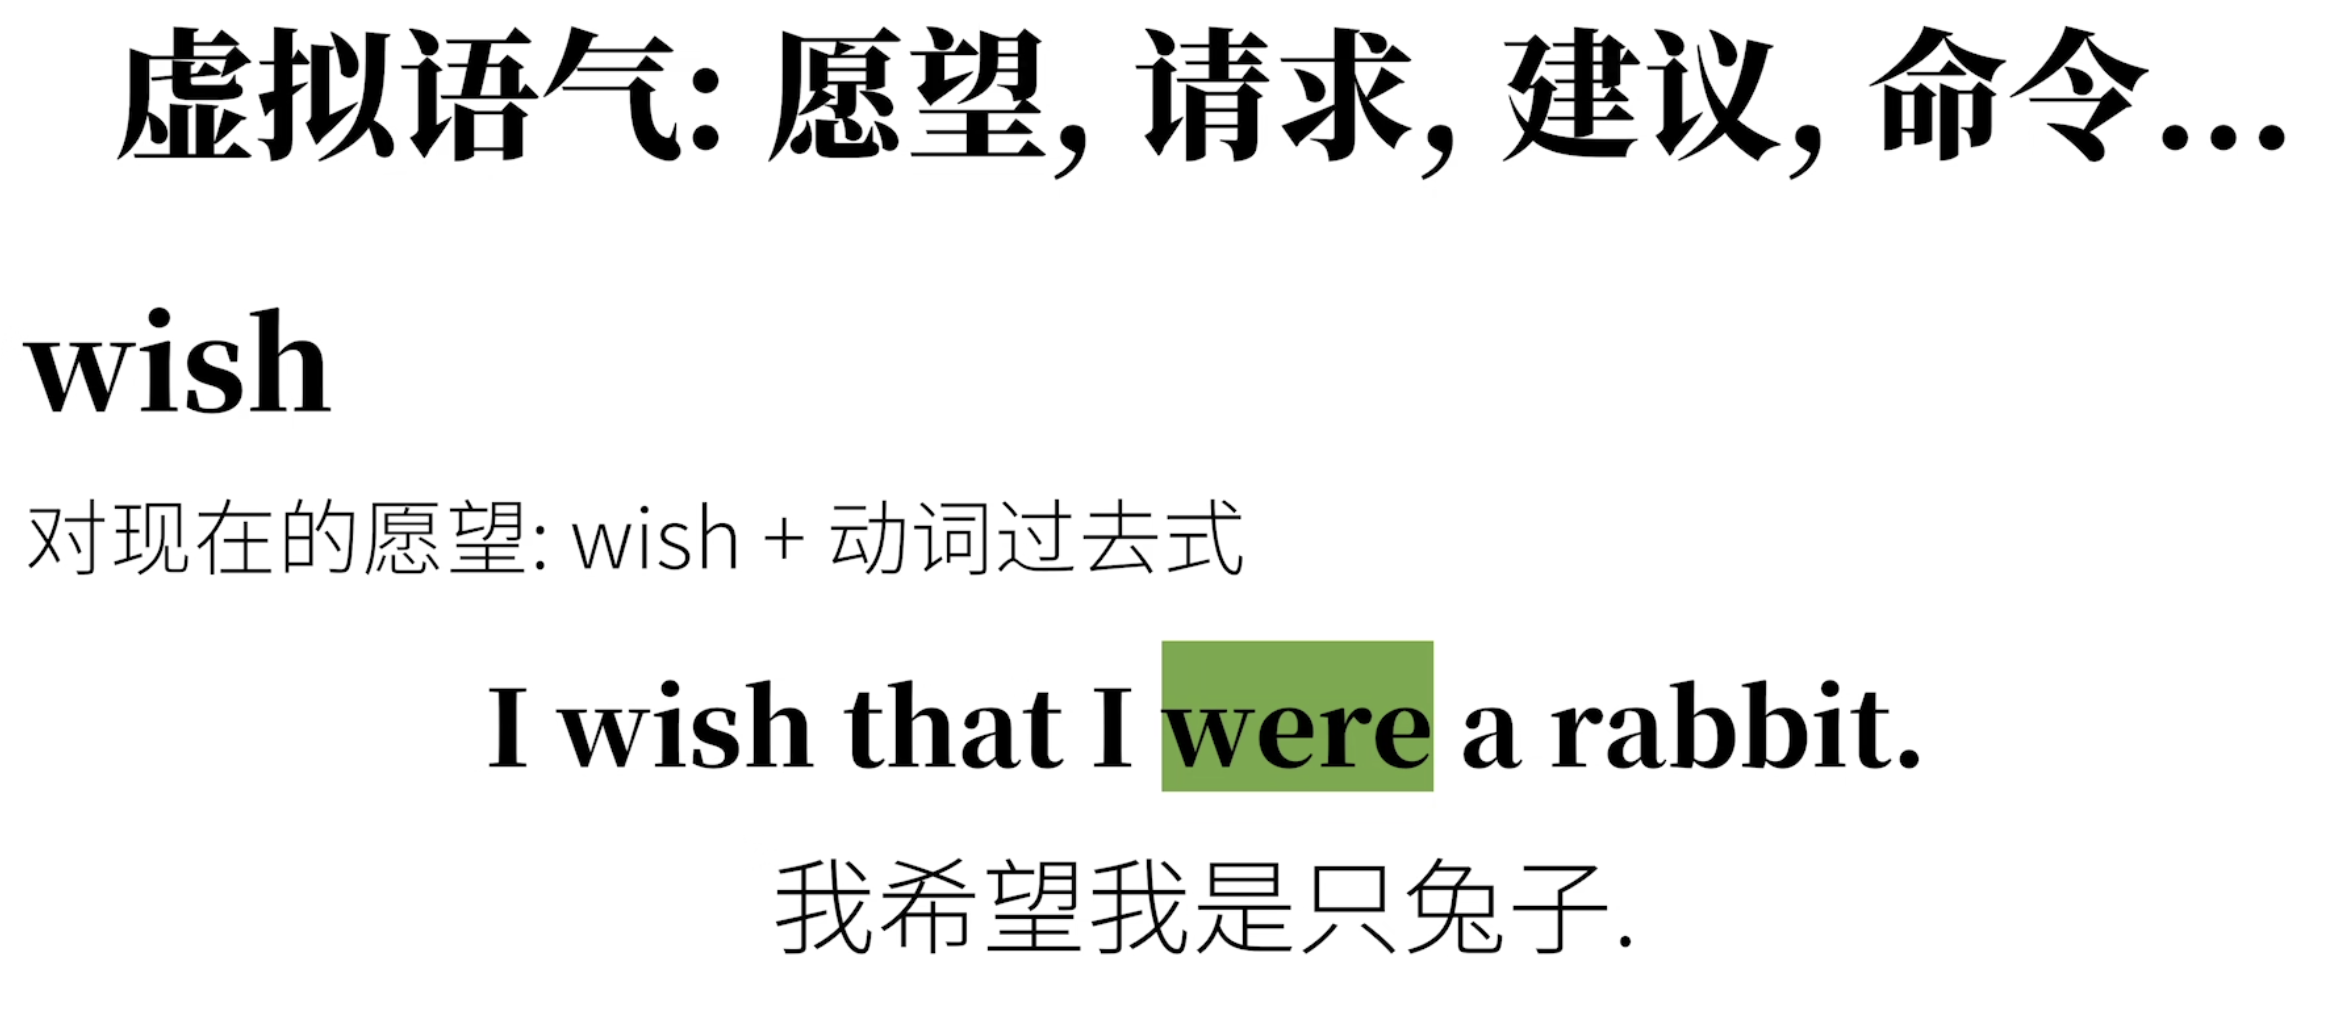 虚拟语气: 愿望, 请求, 建议, 命令...
wish
对现在的愿望: wish + 动词过去式
I wish that I were a rabbit.
我希望我是只兔子.